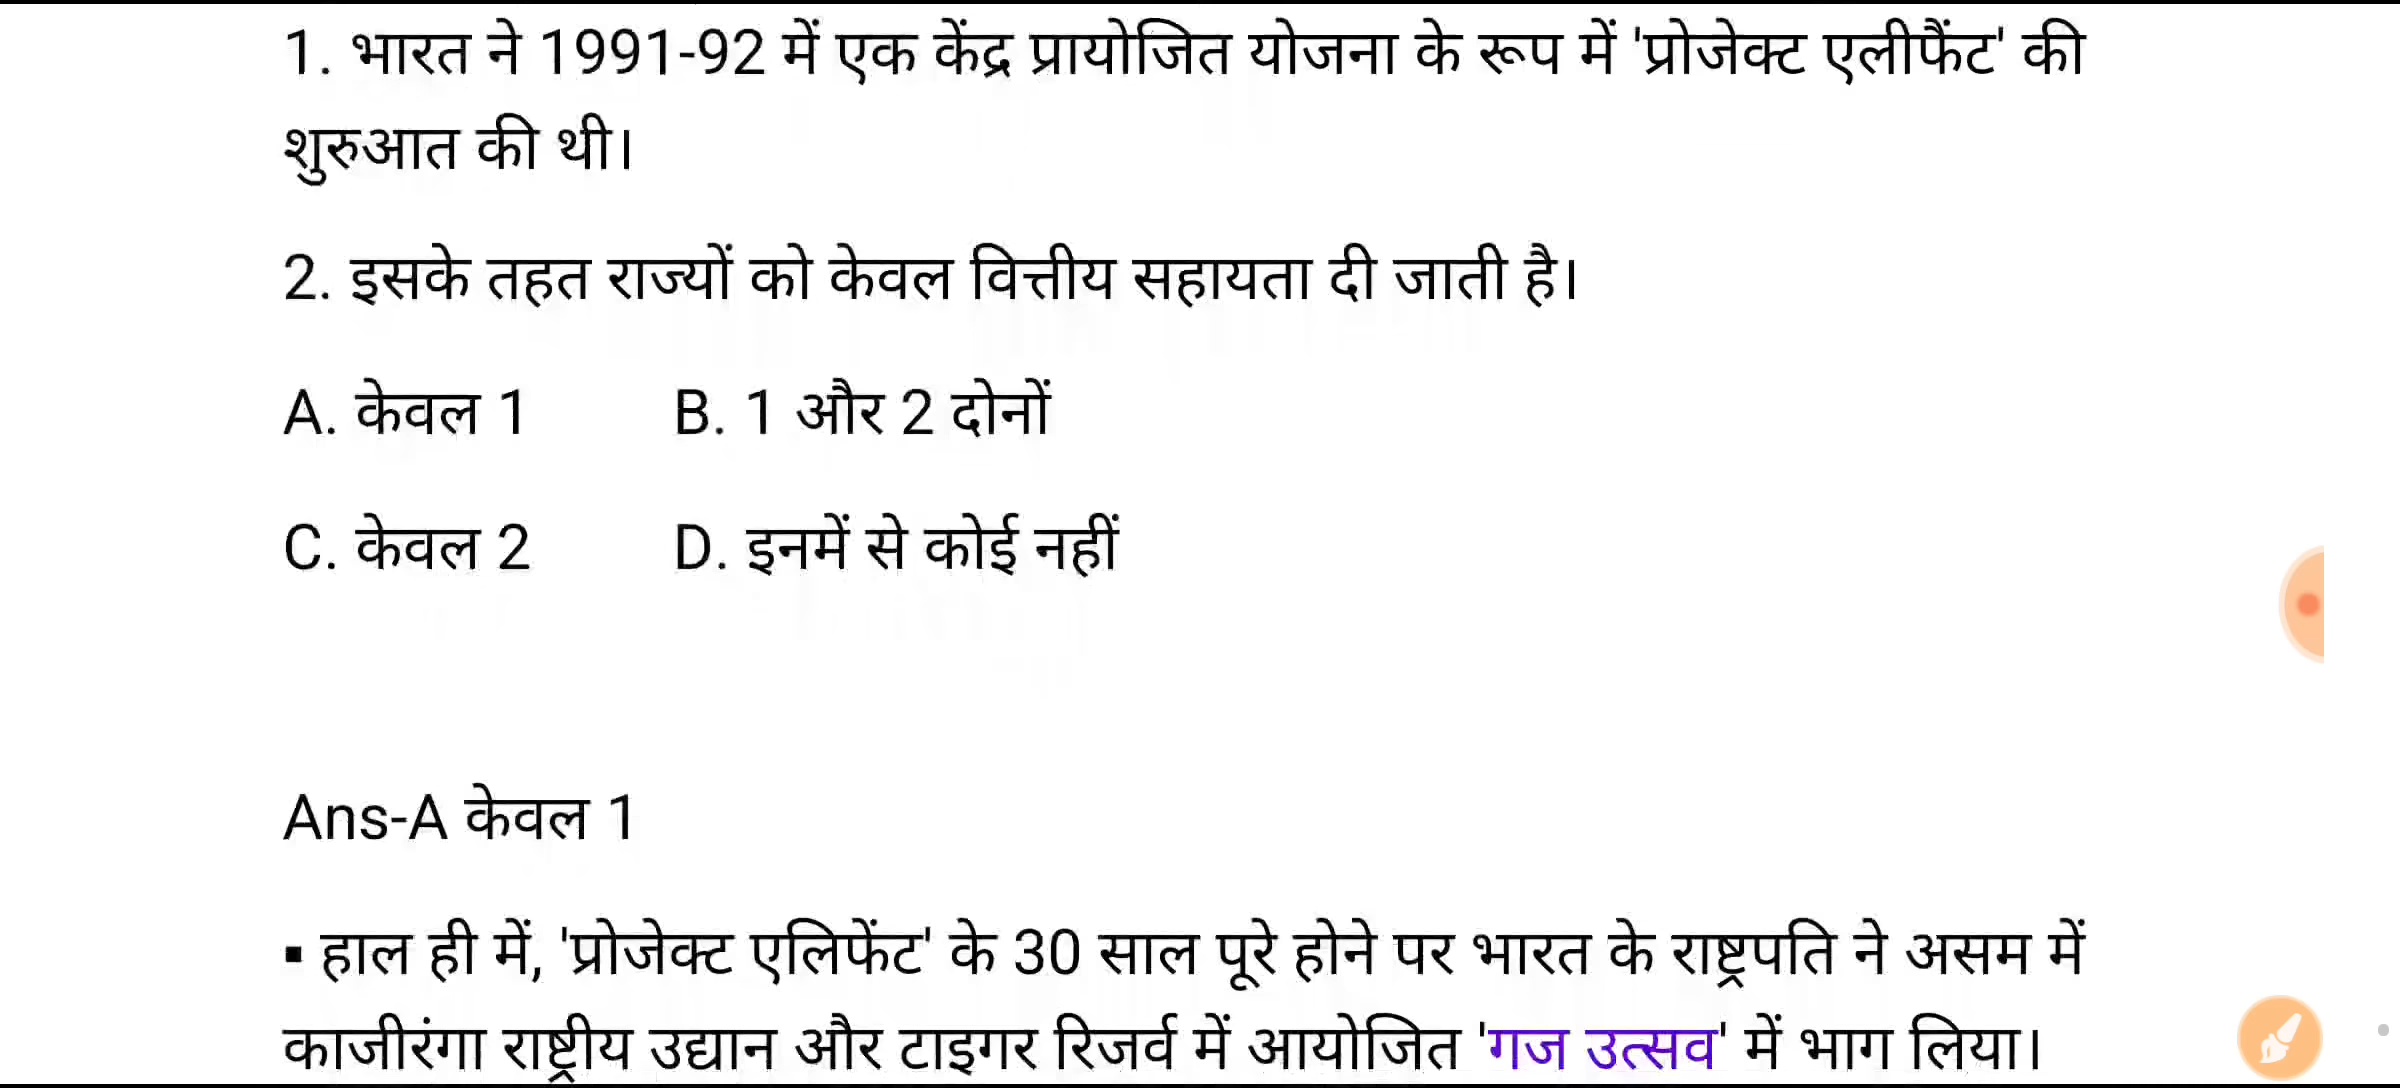 1. भारत ने 1991-92 में एक केंद्र प्रायोजित योजना के रूप में 'प्रोजेक्ट एलीफैंट' की
शुरुआत की थी।
2. इसके तहत राज्यों को केवल वित्तीय सहायता दी जाती है।
A. केवल 1 B. 1 और 2 दोनों
C. केवल 2 D. इनमें से कोई नहीं
Ans-A केवल 1
▪ हाल ही में, 'प्रोजेक्ट एलिफेंट' के 30 साल पूरे होने पर भारत के राष्ट्रपति ने असम में
काजीरंगा राष्ट्रीय उद्यान और टाइगर रिजर्व में आयोजित 'गज उत्सव' में भाग लिया।